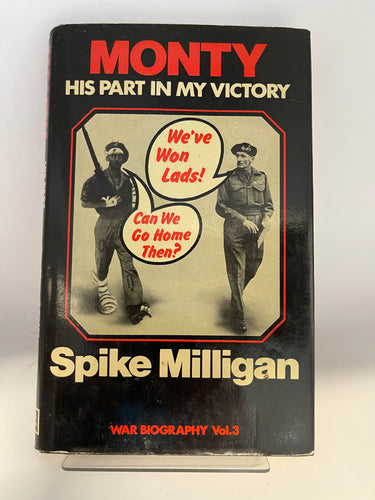 MONTY
HIS PART IN MY VICTORY
We've
Won
Lads!
Can We
Go Home
Then?
Spike Milligan
WAR BIOGRAPHY Vol.3